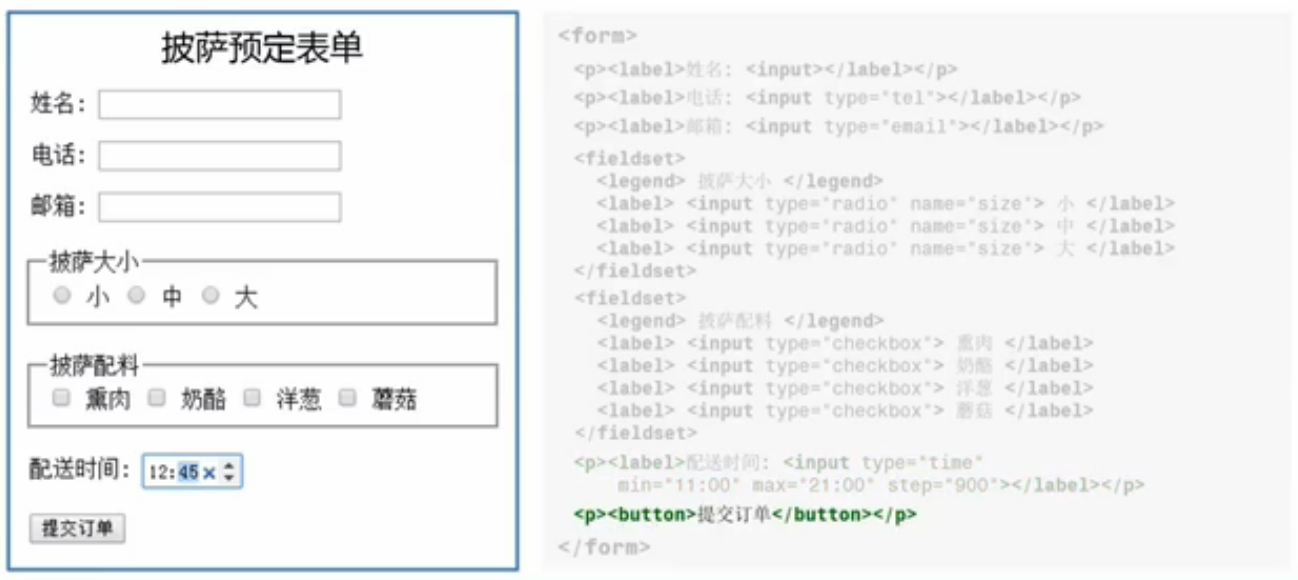 披萨预定表单
姓名:
电话:
邮箱:
披萨大小
小 中 大
披萨配料
熏肉 奶酪 洋葱 蘑菇
配送时间: 12:45
提交订单
<form>
<p><label>姓名: <input></label></p>
<p><label>电话: <input type="tel"></label></p>
<p><label>邮箱: <input type="email"></label></p>
<fieldset>
<legend> 披萨大小 </legend>
<label> <input type="radio" name="size"> 小 </label>
<label> <input type="radio" name="size"> 中 </label>
<label> <input type="radio" name="size"> 大 </label>
</fieldset>
<fieldset>
<legend> 披萨配料 </legend>
<label> <input type="checkbox"> 熏肉 </label>
<label> <input type="checkbox"> 奶酪 </label>
<label> <input type="checkbox"> 洋葱 </label>
<label> <input type="checkbox"> 蘑菇 </label>
</fieldset>
<p><label>配送时间: <input type="time"
min="11:00" max="21:00" step="900"></label></p>
<p><button>提交订单</button></p>
</form>